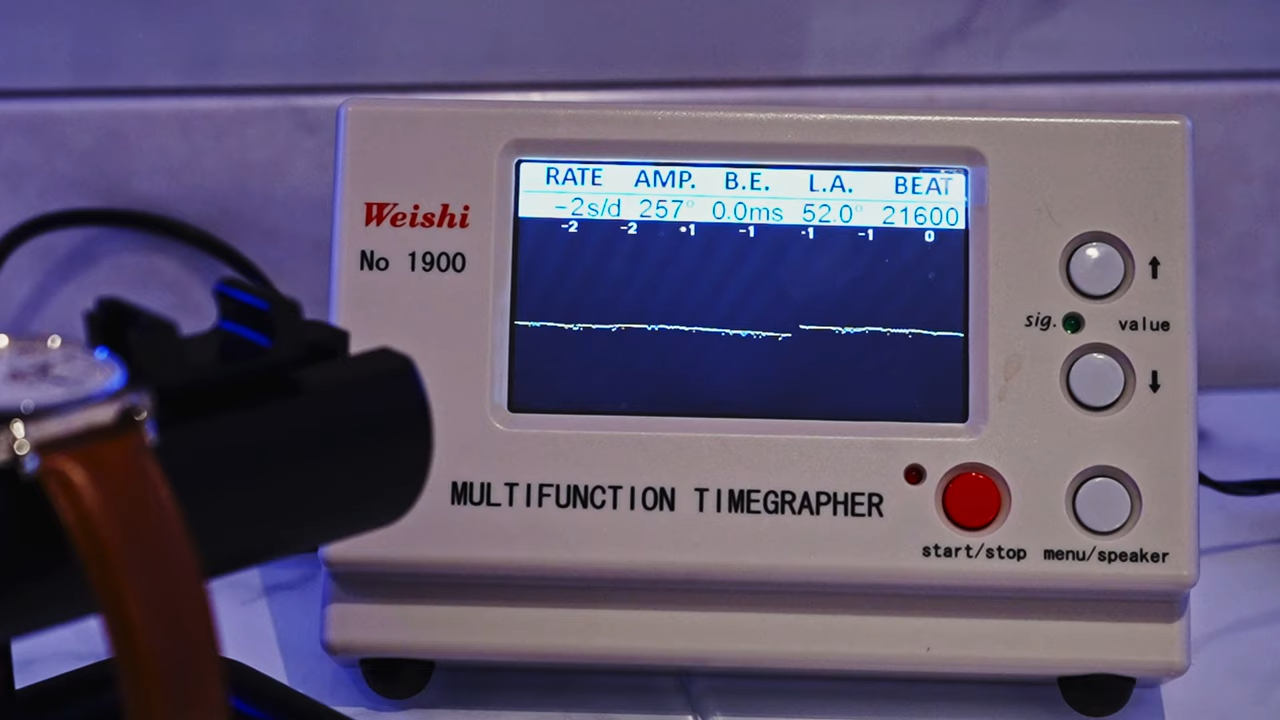 RATE AMP. B.E. L.A. BEAT
-2s/d 257° 0.0ms 52.0° 21600
-2 -2 +1 -1 -1 -1 0
Weishi
No 1900
↑
sig. value
↓
MULTIFUNCTION TIMEGRAPHER
start/stop menu/speaker